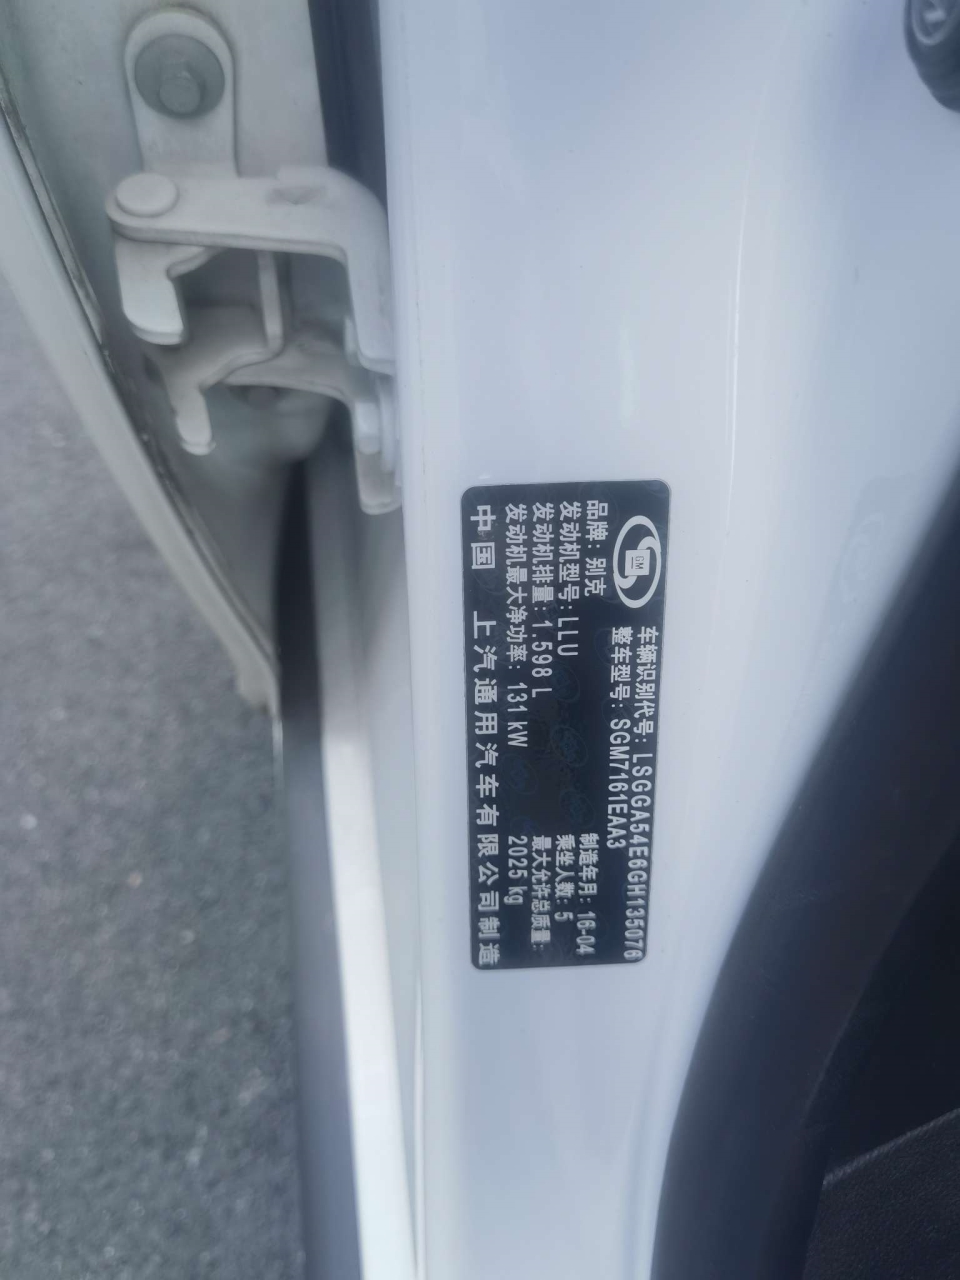 GM
车辆识别代号: LSGGA54E6GH135076
整车型号: SGM7161EAA3
品牌: 别克
制造年月: 16-04
发动机型号: LLU
乘坐人数: 5
发动机排量: 1.598 L
最大允许总质量:
发动机最大净功率: 131 kW
2025 kg
中国 上汽通用汽车有限公司制造